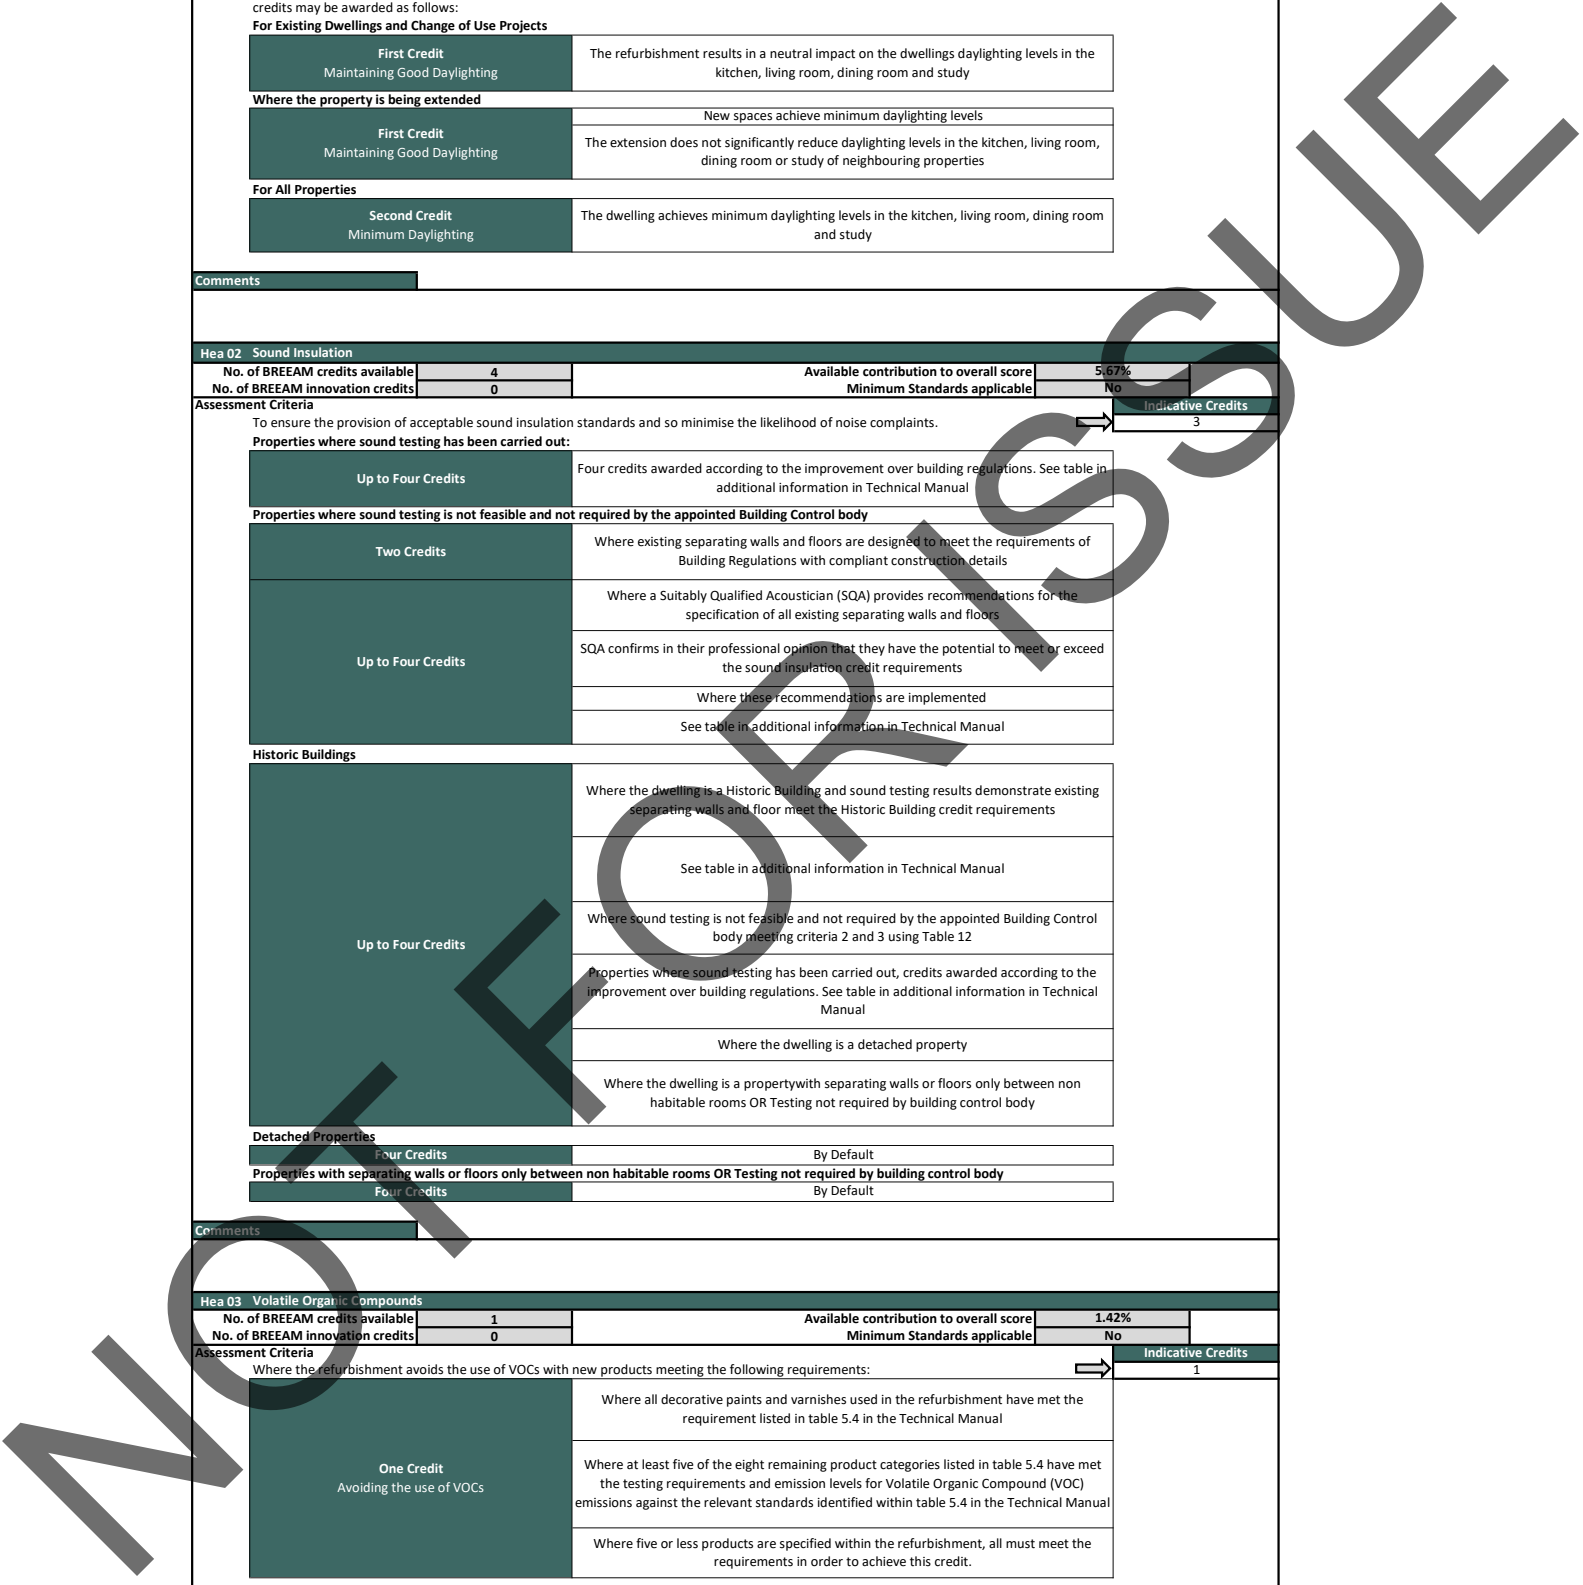 credits may be awarded as follows:
For Existing Dwellings and Change of Use Projects
First Credit
Maintaining Good Daylighting
The refurbishment results in a neutral impact on the dwellings daylighting levels in the
kitchen, living room, dining room and study
Where the property is being extended
First Credit
Maintaining Good Daylighting
New spaces achieve minimum daylighting levels
The extension does not significantly reduce daylighting levels in the kitchen, living room,
dining room or study of neighbouring properties
For All Properties
Second Credit
Minimum Daylighting
The dwelling achieves minimum daylighting levels in the kitchen, living room, dining room
and study
Comments
Hea 02 Sound Insulation
No. of BREEAM credits available 4 Available contribution to overall score 5.67%
No. of BREEAM innovation credits 0 Minimum Standards applicable No
Assessment Criteria Indicative Credits
To ensure the provision of acceptable sound insulation standards and so minimise the likelihood of noise complaints. 3
Properties where sound testing has been carried out:
Up to Four Credits
Four credits awarded according to the improvement over building regulations. See table in
additional information in Technical Manual
Properties where sound testing is not feasible and not required by the appointed Building Control body
Two Credits
Where existing separating walls and floors are designed to meet the requirements of
Building Regulations with compliant construction details
Up to Four Credits
Where a Suitably Qualified Acoustician (SQA) provides recommendations for the
specification of all existing separating walls and floors
SQA confirms in their professional opinion that they have the potential to meet or exceed
the sound insulation credit requirements
Where these recommendations are implemented
See table in additional information in Technical Manual
Historic Buildings
Up to Four Credits
Where the dwelling is a Historic Building and sound testing results demonstrate existing
separating walls and floor meet the Historic Building credit requirements
See table in additional information in Technical Manual
Where sound testing is not feasible and not required by the appointed Building Control
body meeting criteria 2 and 3 using Table 12
Properties where sound testing has been carried out, credits awarded according to the
improvement over building regulations. See table in additional information in Technical
Manual
Where the dwelling is a detached property
Where the dwelling is a propertywith separating walls or floors only between non
habitable rooms OR Testing not required by building control body
Detached Properties
Four Credits By Default
Properties with separating walls or floors only between non habitable rooms OR Testing not required by building control body
Four Credits By Default
Comments
Hea 03 Volatile Organic Compounds
No. of BREEAM credits available 1 Available contribution to overall score 1.42%
No. of BREEAM innovation credits 0 Minimum Standards applicable No
Assessment Criteria Indicative Credits
Where the refurbishment avoids the use of VOCs with new products meeting the following requirements: 1
One Credit
Avoiding the use of VOCs
Where all decorative paints and varnishes used in the refurbishment have met the
requirement listed in table 5.4 in the Technical Manual
Where at least five of the eight remaining product categories listed in table 5.4 have met
the testing requirements and emission levels for Volatile Organic Compound (VOC)
emissions against the relevant standards identified within table 5.4 in the Technical Manual
Where five or less products are specified within the refurbishment, all must meet the
requirements in order to achieve this credit.
NOT FOR ISSUE